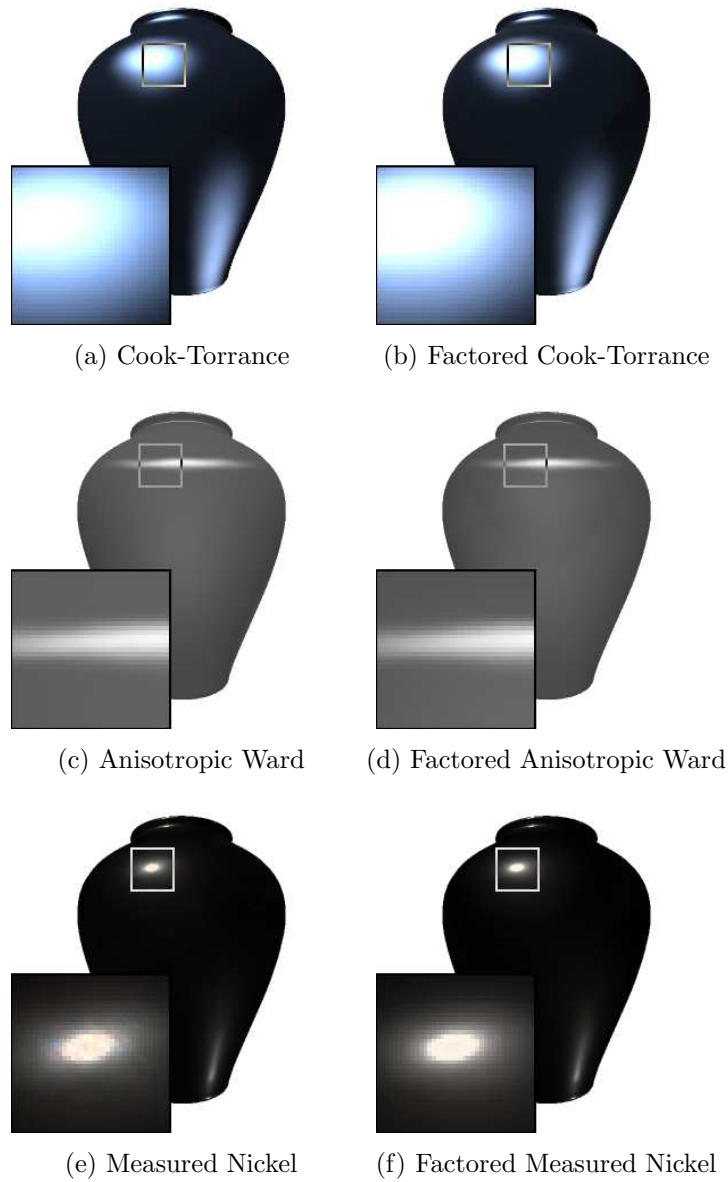 (a) Cook-Torrance
(b) Factored Cook-Torrance
(c) Anisotropic Ward
(d) Factored Anisotropic Ward
(e) Measured Nickel
(f) Factored Measured Nickel